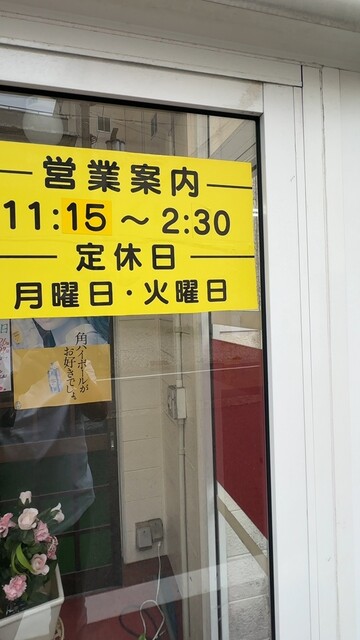 営業案内
11:15 ～ 2:30
定休日
月曜日・火曜日
角ハイボールが
お好きでしょ。